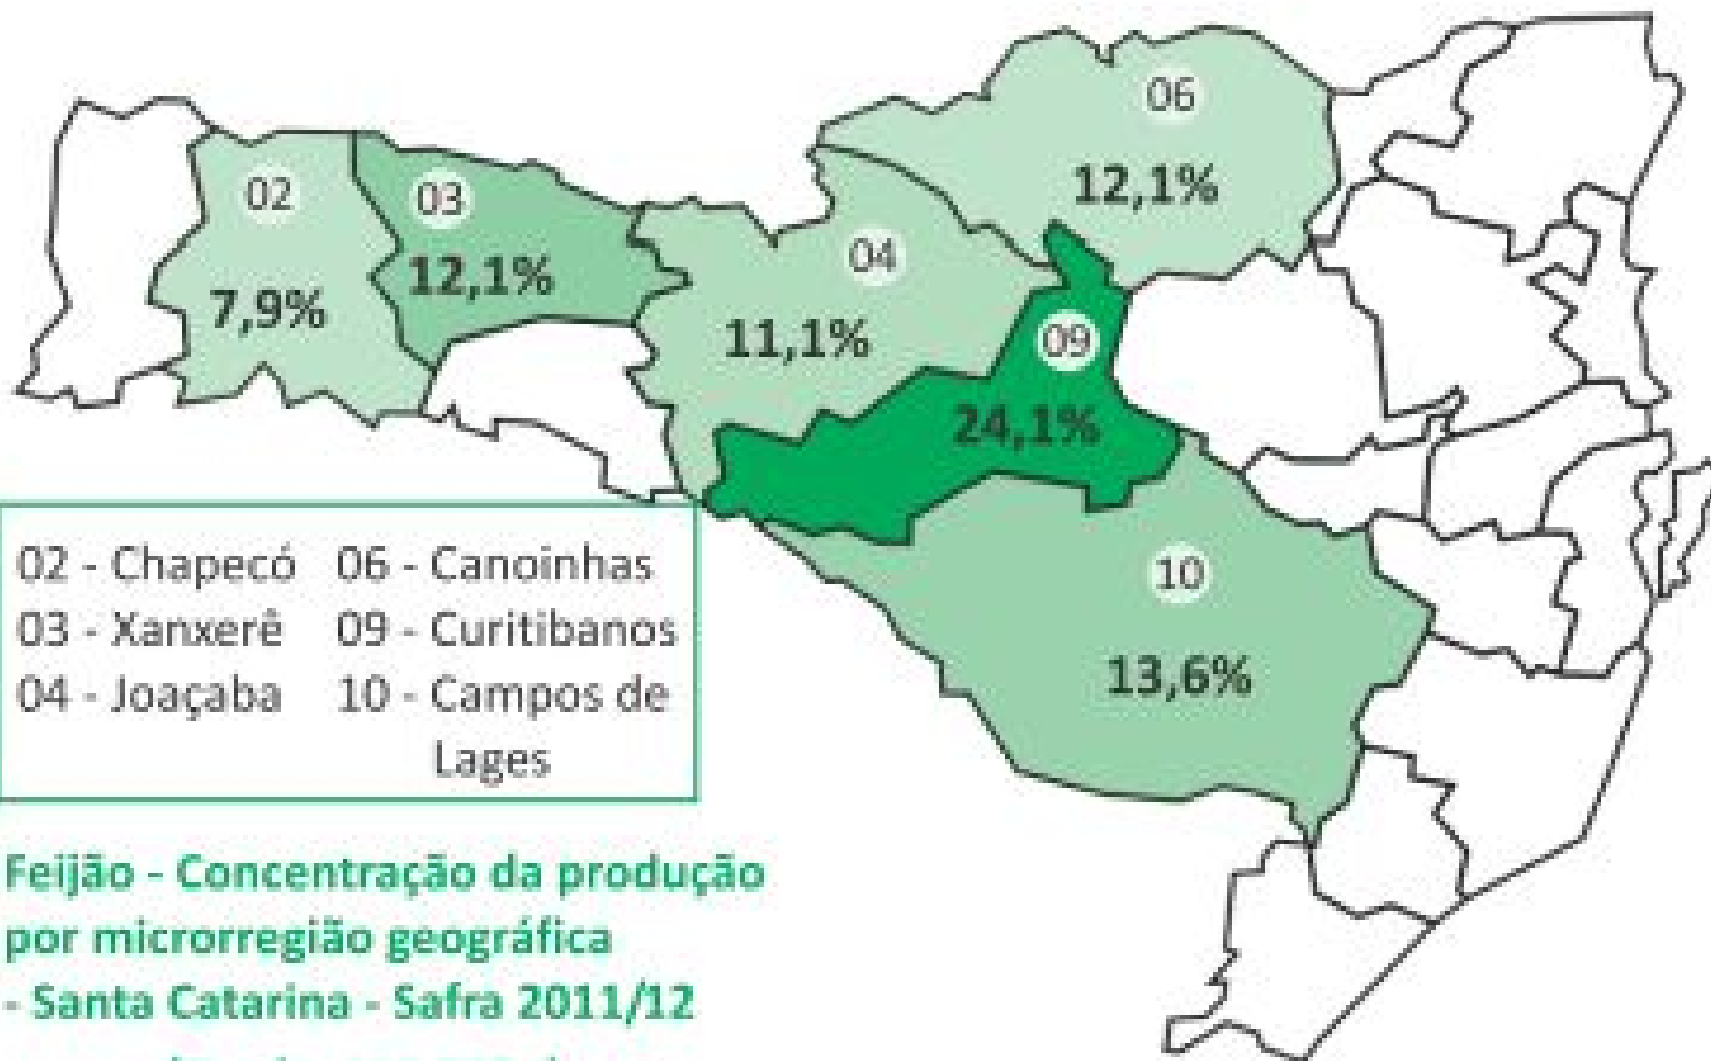 06
12,1%
02
03
12,1%
7,9%
04
11,1%
09
24,1%
10
13,6%
02 - Chapecó 06 - Canoinhas
03 - Xanxerê 09 - Curitibanos
04 - Joaçaba 10 - Campos de
Lages
Feijão - Concentração da produção
por microrregião geográfica
- Santa Catarina - Safra 2011/12